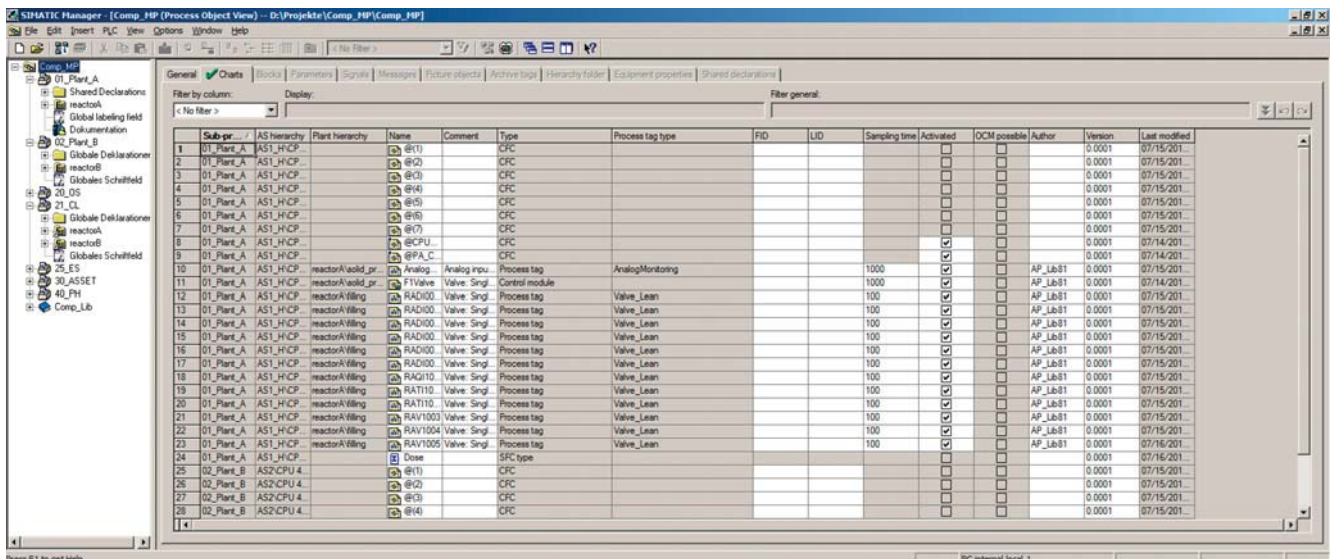 SIMATIC Manager - [Comp_MP (Process Object View) -- D:\Projekte\Comp_MP\Comp_MP]
File Edit Insert PLC View Options Window Help
< No Filter >
Comp_MP
01_Plant_A
Shared Declarations
reactorA
Global labeling field
Dokumentation
02_Plant_B
Globale Deklarationen
reactorB
Globales Schriftfeld
20_OS
21_CL
Globale Deklarationen
reactorA
reactorB
Globales Schriftfeld
25_ES
30_ASSET
40_PH
Comp_Lib
General Charts Blocks Parameters Signals Messages Picture objects Archive tags Hierarchy folder Equipment properties Shared declarations
Filter by column: Display: Filter general:
< No filter >
Sub-pr... AS hierarchy Plant hierarchy Name Comment Type Process tag type FID LID Sampling time Activated OCM possible Author Version Last modified
1 01_Plant_A AS1_H\CP... @(1) CFC 0.0001 07/15/201...
2 01_Plant_A AS1_H\CP... @(2) CFC 0.0001 07/15/201...
3 01_Plant_A AS1_H\CP... @(3) CFC 0.0001 07/15/201...
4 01_Plant_A AS1_H\CP... @(4) CFC 0.0001 07/15/201...
5 01_Plant_A AS1_H\CP... @(5) CFC 0.0001 07/15/201...
6 01_Plant_A AS1_H\CP... @(6) CFC 0.0001 07/15/201...
7 01_Plant_A AS1_H\CP... @(7) CFC 0.0001 07/15/201...
8 01_Plant_A AS1_H\CP... @CPU... CFC 0.0001 07/14/201...
9 01_Plant_A AS1_H\CP... @PA_C... CFC 0.0001 07/14/201...
10 01_Plant_A AS1_H\CP... reactorA\solid_pr... Analog... Analog inpu... Process tag AnalogMonitoring 1000 AP_Lib81 0.0001 07/15/201...
11 01_Plant_A AS1_H\CP... reactorA\solid_pr... F1Valve Valve: Singl... Control module 1000 AP_Lib81 0.0001 07/14/201...
12 01_Plant_A AS1_H\CP... reactorA\filling RADI00... Valve: Singl... Process tag Valve_Lean 100 AP_Lib81 0.0001 07/15/201...
13 01_Plant_A AS1_H\CP... reactorA\filling RADI00... Valve: Singl... Process tag Valve_Lean 100 AP_Lib81 0.0001 07/15/201...
14 01_Plant_A AS1_H\CP... reactorA\filling RADI00... Valve: Singl... Process tag Valve_Lean 100 AP_Lib81 0.0001 07/15/201...
15 01_Plant_A AS1_H\CP... reactorA\filling RADI00... Valve: Singl... Process tag Valve_Lean 100 AP_Lib81 0.0001 07/15/201...
16 01_Plant_A AS1_H\CP... reactorA\filling RADI00... Valve: Singl... Process tag Valve_Lean 100 AP_Lib81 0.0001 07/15/201...
17 01_Plant_A AS1_H\CP... reactorA\filling RADI00... Valve: Singl... Process tag Valve_Lean 100 AP_Lib81 0.0001 07/15/201...
18 01_Plant_A AS1_H\CP... reactorA\filling RAQI10... Valve: Singl... Process tag Valve_Lean 100 AP_Lib81 0.0001 07/15/201...
19 01_Plant_A AS1_H\CP... reactorA\filling RATI10... Valve: Singl... Process tag Valve_Lean 100 AP_Lib81 0.0001 07/15/201...
20 01_Plant_A AS1_H\CP... reactorA\filling RATI10... Valve: Singl... Process tag Valve_Lean 100 AP_Lib81 0.0001 07/15/201...
21 01_Plant_A AS1_H\CP... reactorA\filling RAV1003 Valve: Singl... Process tag Valve_Lean 100 AP_Lib81 0.0001 07/15/201...
22 01_Plant_A AS1_H\CP... reactorA\filling RAV1004 Valve: Singl... Process tag Valve_Lean 100 AP_Lib81 0.0001 07/15/201...
23 01_Plant_A AS1_H\CP... reactorA\filling RAV1005 Valve: Singl... Process tag Valve_Lean 100 AP_Lib81 0.0001 07/16/201...
24 01_Plant_A AS1_H\CP... Dose SFC type 0.0001 07/16/201...
25 02_Plant_B AS2\CPU 4... @(1) CFC 0.0001 07/15/201...
26 02_Plant_B AS2\CPU 4... @(2) CFC 0.0001 07/15/201...
27 02_Plant_B AS2\CPU 4... @(3) CFC 0.0001 07/15/201...
28 02_Plant_B AS2\CPU 4... @(4) CFC 0.0001 07/15/201...
Press F1 to get Help. PC internal local 1